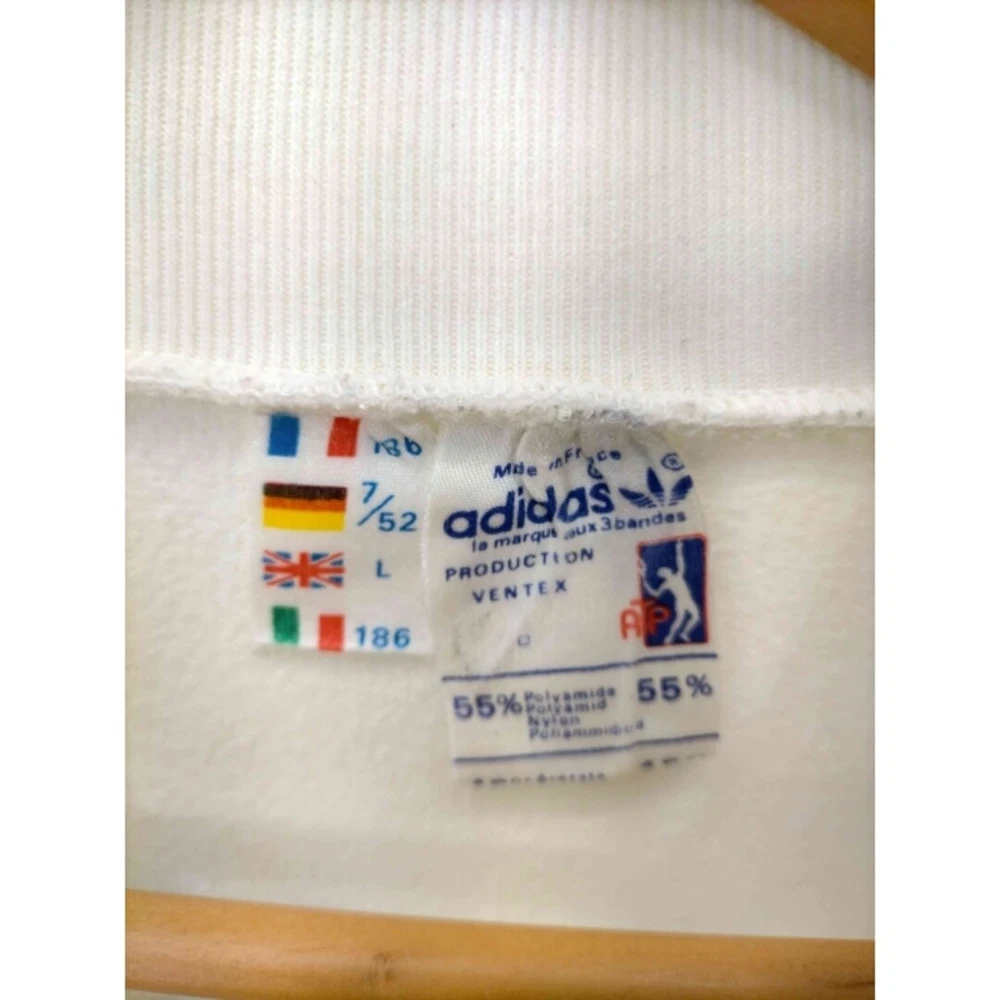 186
7/52
L
186
Made in France
adidas ®
la marque aux 3 bandes
PRODUCTION
VENTEX
ATP
55% Polyamide 55%
Polyamid
Nylon